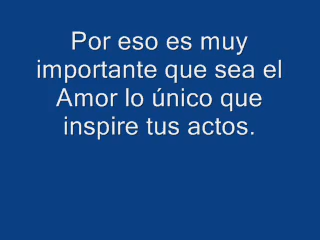 Por eso es muy
importante que sea el
Amor lo único que
inspire tus actos.